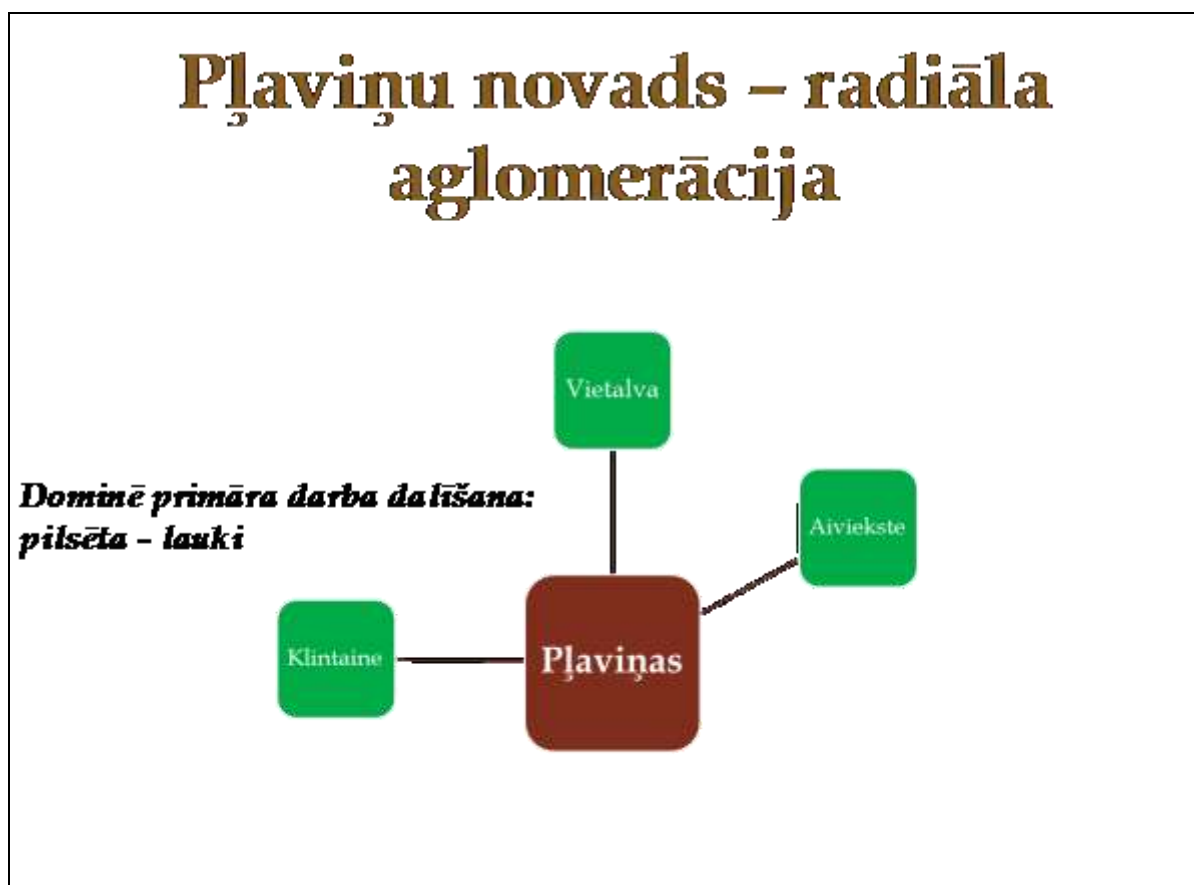 Pļaviņu novads – radiāla
aglomerācija
Vietalva
Dominē primāra darba dalīšana:
pilsēta – lauki
Aiviekste
Klintaine
Pļaviņas